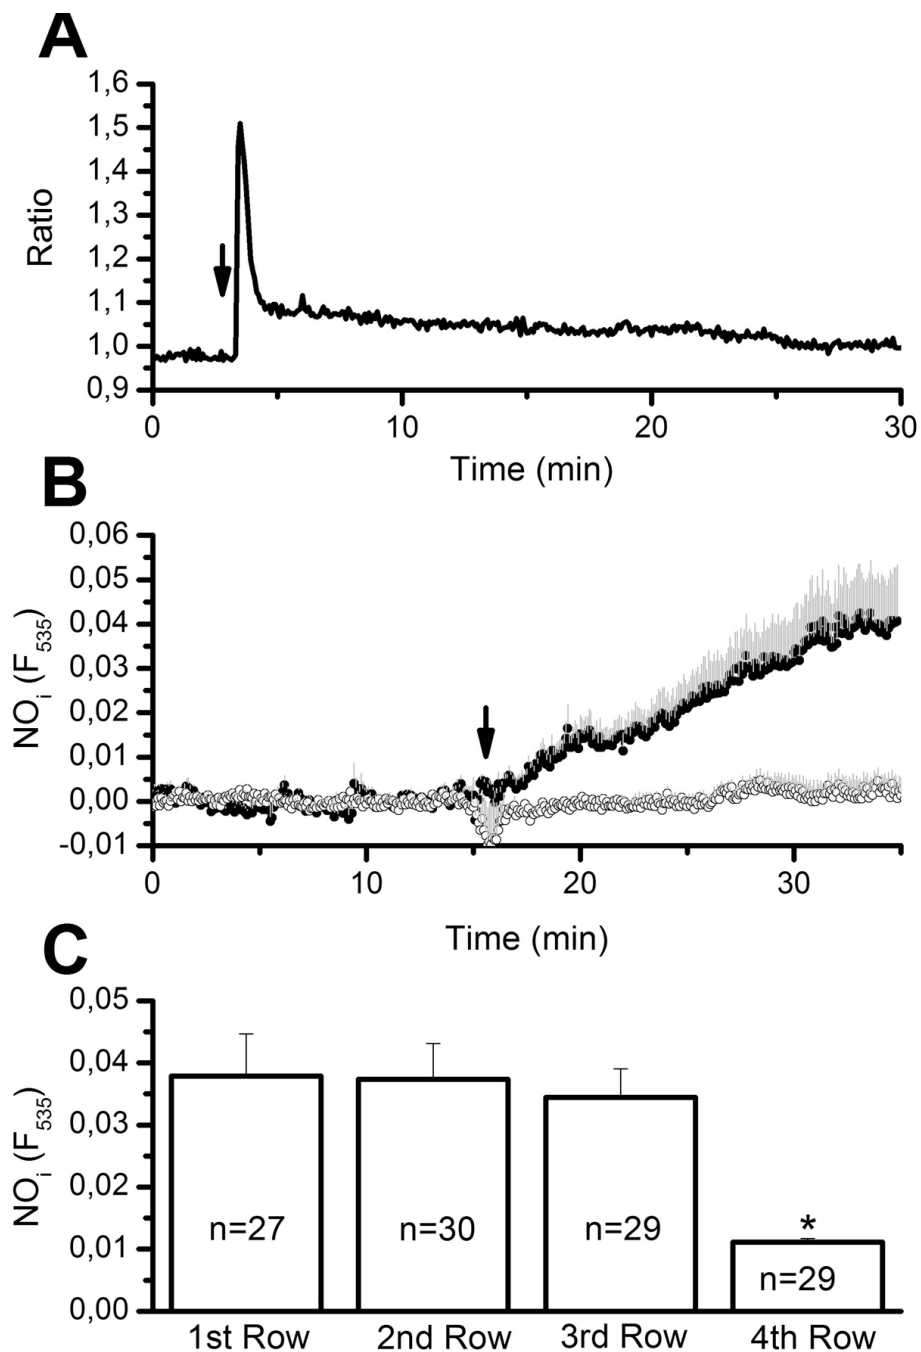 A
1,6
1,5
1,4
1,3
1,2
1,1
1,0
0,9
Ratio
0 10 20 30
Time (min)
B
0,06
0,05
0,04
0,03
0,02
0,01
0,00
-0,01
NOi (F535)
0 10 20 30
Time (min)
C
0,05
0,04
0,03
0,02
0,01
0,00
NOi (F535)
n=27 n=30 n=29 * n=29
1st Row 2nd Row 3rd Row 4th Row